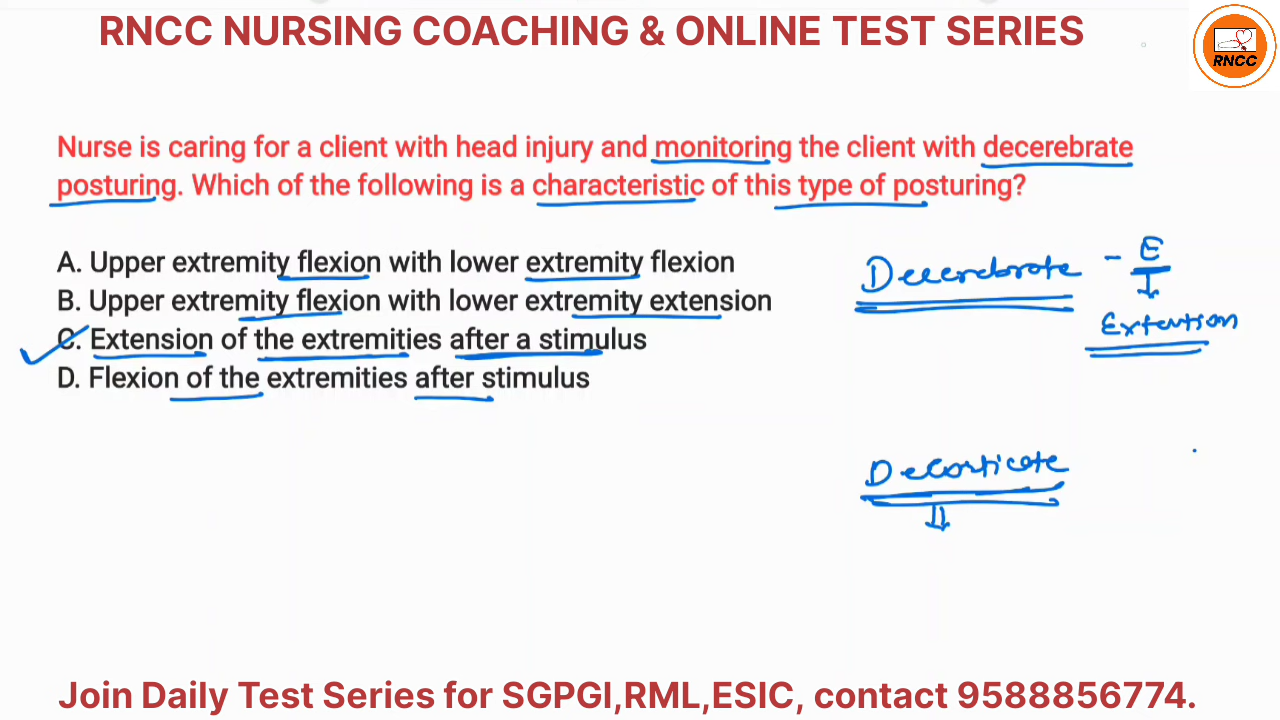 RNCC NURSING COACHING & ONLINE TEST SERIES
RNCC
Nurse is caring for a client with head injury and monitoring the client with decerebrate
posturing. Which of the following is a characteristic of this type of posturing?
A. Upper extremity flexion with lower extremity flexion
B. Upper extremity flexion with lower extremity extension
C. Extension of the extremities after a stimulus
D. Flexion of the extremities after stimulus
Decerebrate - E
Extention
Decorticate
Join Daily Test Series for SGPGI,RML,ESIC, contact 9588856774.